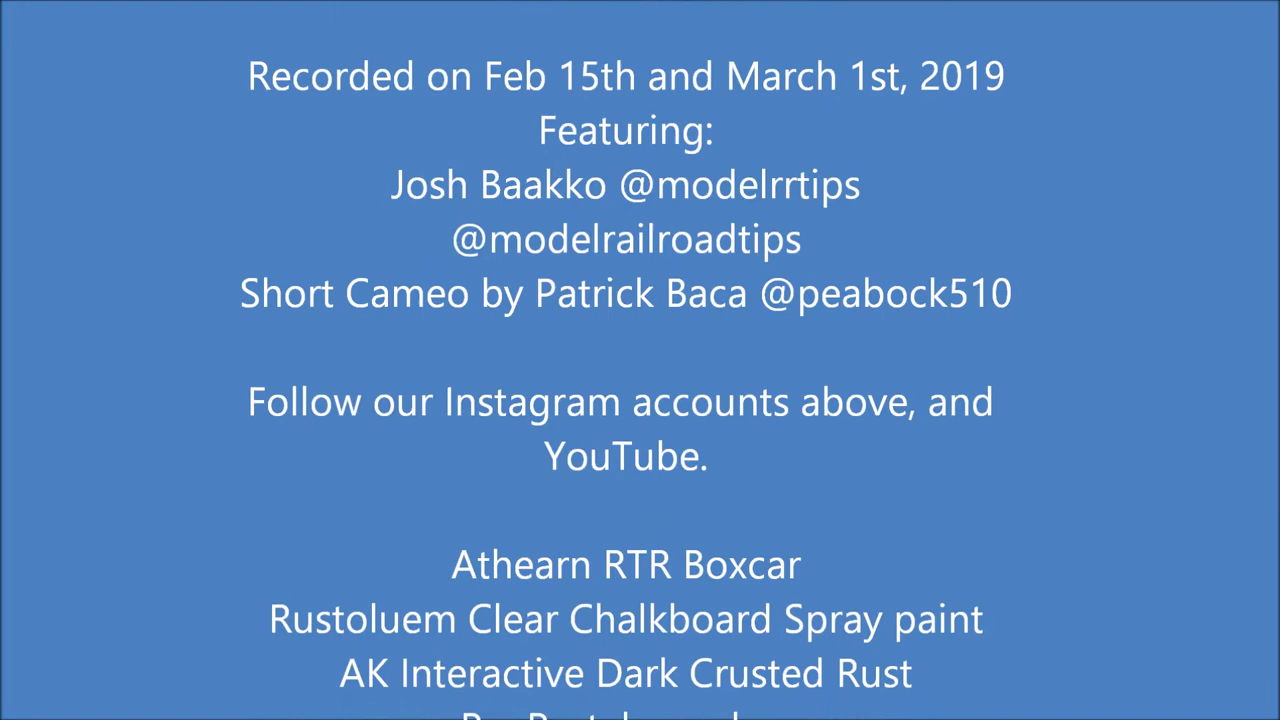 Recorded on Feb 15th and March 1st, 2019
Featuring:
Josh Baakko @modelrrtips
@modelrailroadtips
Short Cameo by Patrick Baca @peabock510
Follow our Instagram accounts above, and
YouTube.
Athearn RTR Boxcar
Rustoluem Clear Chalkboard Spray paint
AK Interactive Dark Crusted Rust